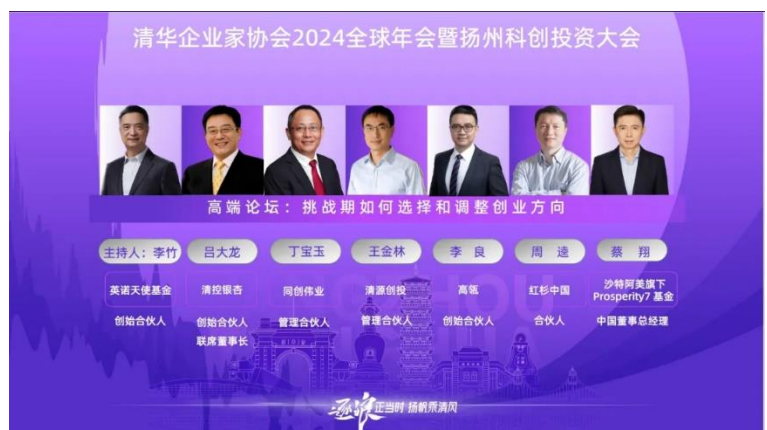 清华企业家协会2024全球年会暨扬州科创投资大会
高端论坛：挑战期如何选择和调整创业方向
主持人：李竹 吕大龙 丁宝玉 王金林 李良 周逵 蔡翔
英诺天使基金 清控银杏 同创伟业 清源创投 高瓴 红杉中国 沙特阿美旗下
Prosperity7 基金
创始合伙人 创始合伙人 管理合伙人 管理合伙人 创始合伙人 合伙人 中国董事总经理
联席董事长
逐浪正当时 扬帆乘清风